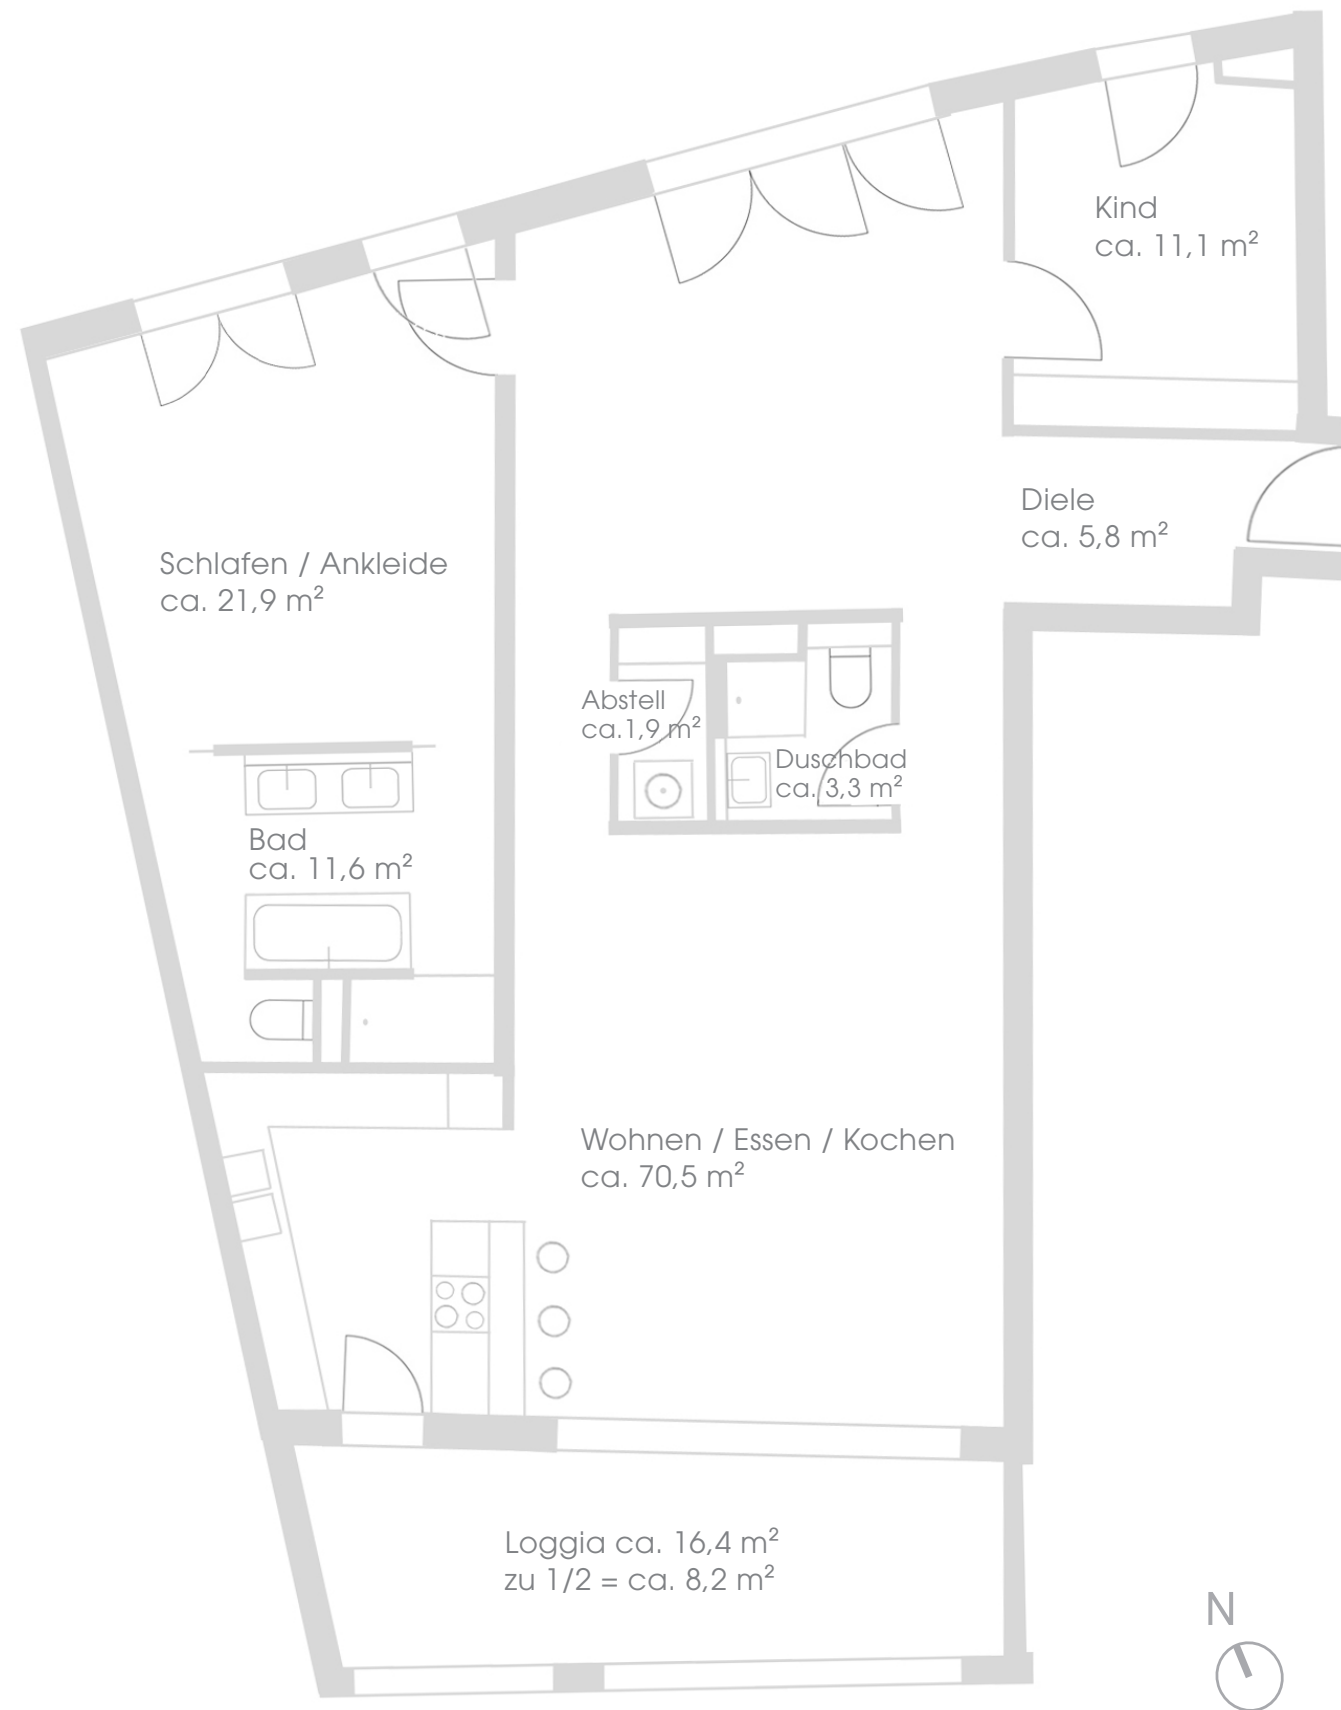 Kind
ca. 11,1 m²
Diele
ca. 5,8 m²
Schlafen / Ankleide
ca. 21,9 m²
Abstell
ca.1,9 m²
Duschbad
ca. 3,3 m²
Bad
ca. 11,6 m²
Wohnen / Essen / Kochen
ca. 70,5 m²
Loggia ca. 16,4 m²
zu 1/2 = ca. 8,2 m²
N